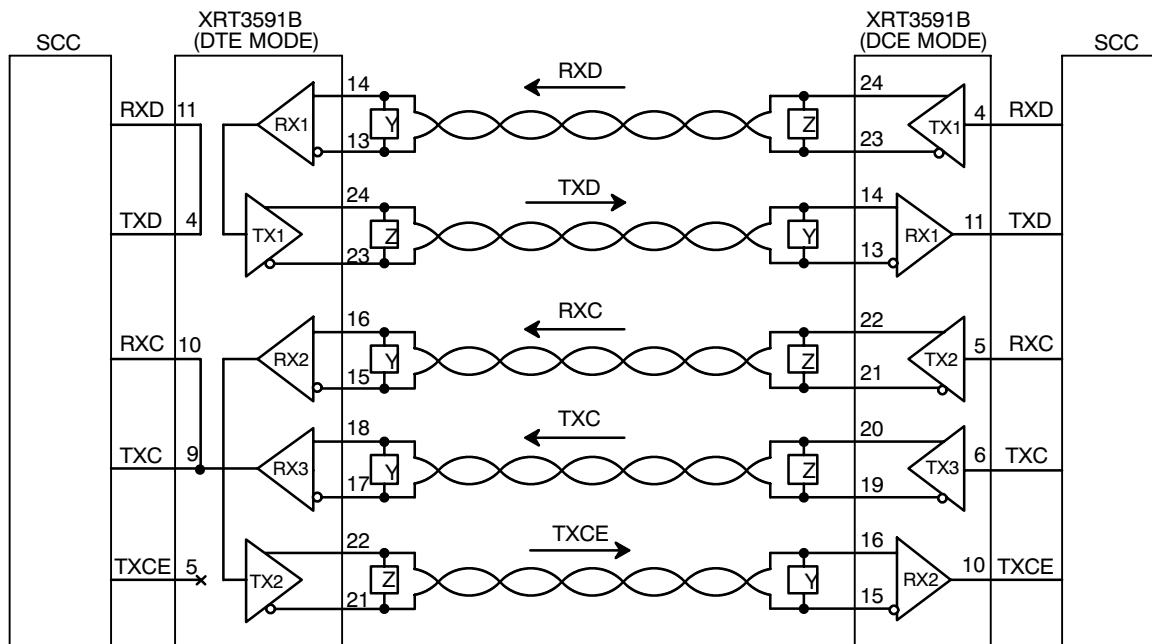 XRT3591B
(DTE MODE)
XRT3591B
(DCE MODE)
SCC
SCC
RXD 11 RX1 14 13 Y RXD Z 24 23 TX1 4 RXD
TXD 4 TX1 24 23 Z TXD Y 14 13 RX1 11 TXD
RXC 10 RX2 16 15 Y RXC Z 22 21 TX2 5 RXC
TXC 9 RX3 18 17 Y TXC Z 20 19 TX3 6 TXC
TXCE 5 TX2 22 21 Z TXCE Y 16 15 RX2 10 TXCE